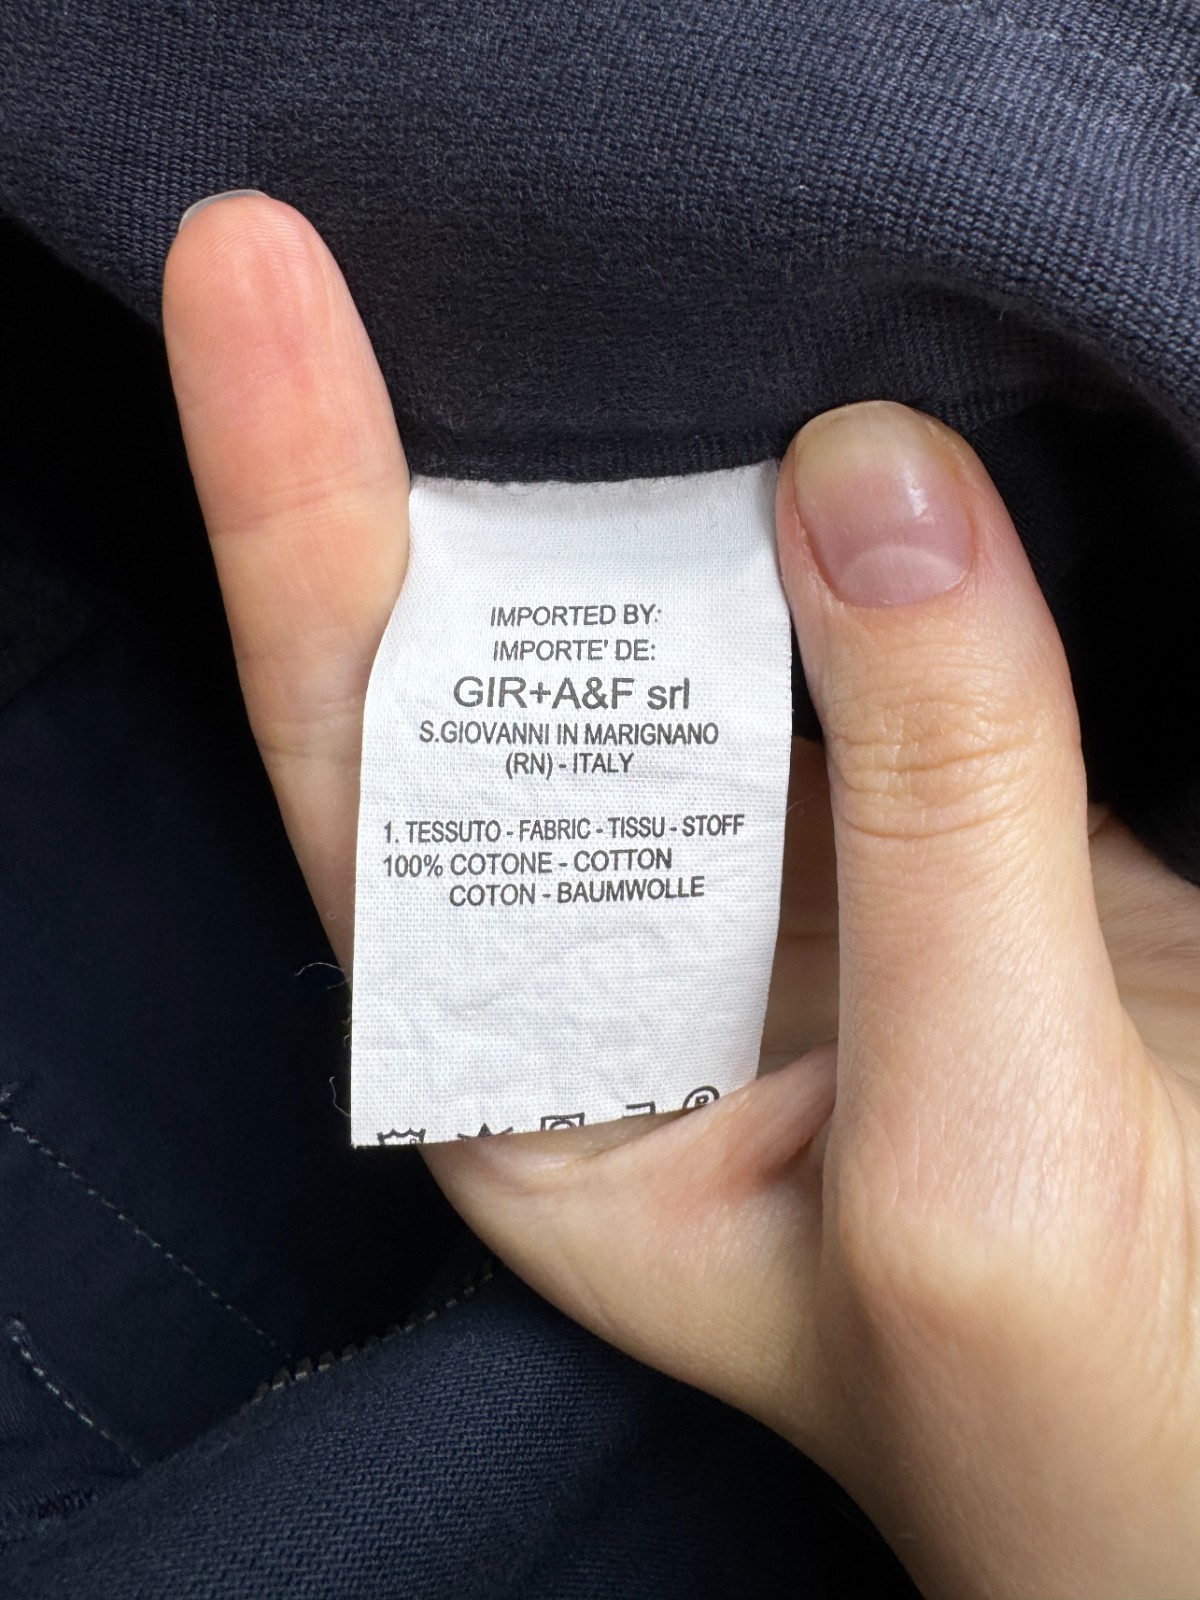 IMPORTED BY:
IMPORTE' DE:
GIR+A&F srl
S.GIOVANNI IN MARIGNANO
(RN) - ITALY
1. TESSUTO - FABRIC - TISSU - STOFF
100% COTONE - COTTON
COTON - BAUMWOLLE